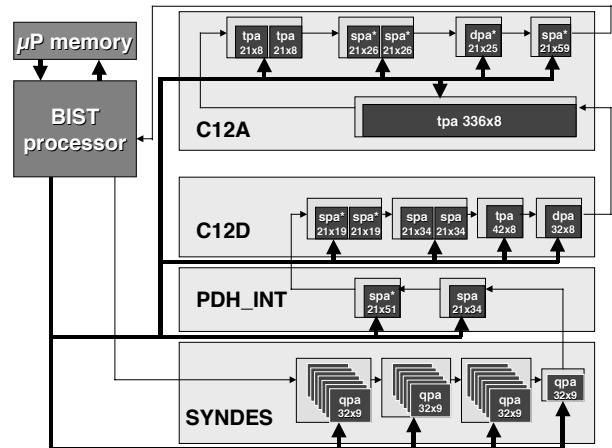 µP memory
BIST
processor
tpa tpa
21x8 21x8
spa* spa*
21x26 21x26
dpa*
21x25
spa*
21x59
tpa 336x8
C12A
spa* spa*
21x19 21x19
spa spa
21x34 21x34
tpa
42x8
dpa
32x8
C12D
spa*
21x51
spa
21x34
PDH_INT
qpa
32x9
qpa
32x9
qpa
32x9
qpa
32x9
SYNDES